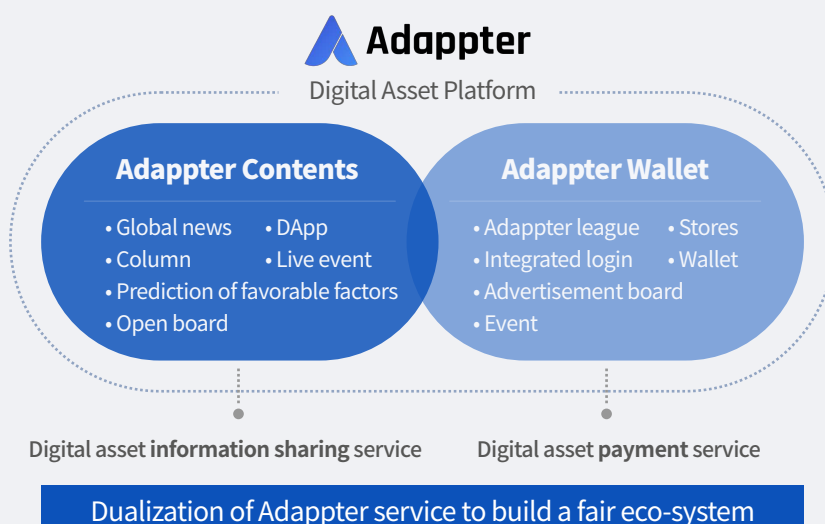 Adappter
Digital Asset Platform
Adappter Contents
• Global news • DApp
• Column • Live event
• Prediction of favorable factors
• Open board
Adappter Wallet
• Adappter league • Stores
• Integrated login • Wallet
• Advertisement board
• Event
Digital asset information sharing service
Digital asset payment service
Dualization of Adappter service to build a fair eco-system